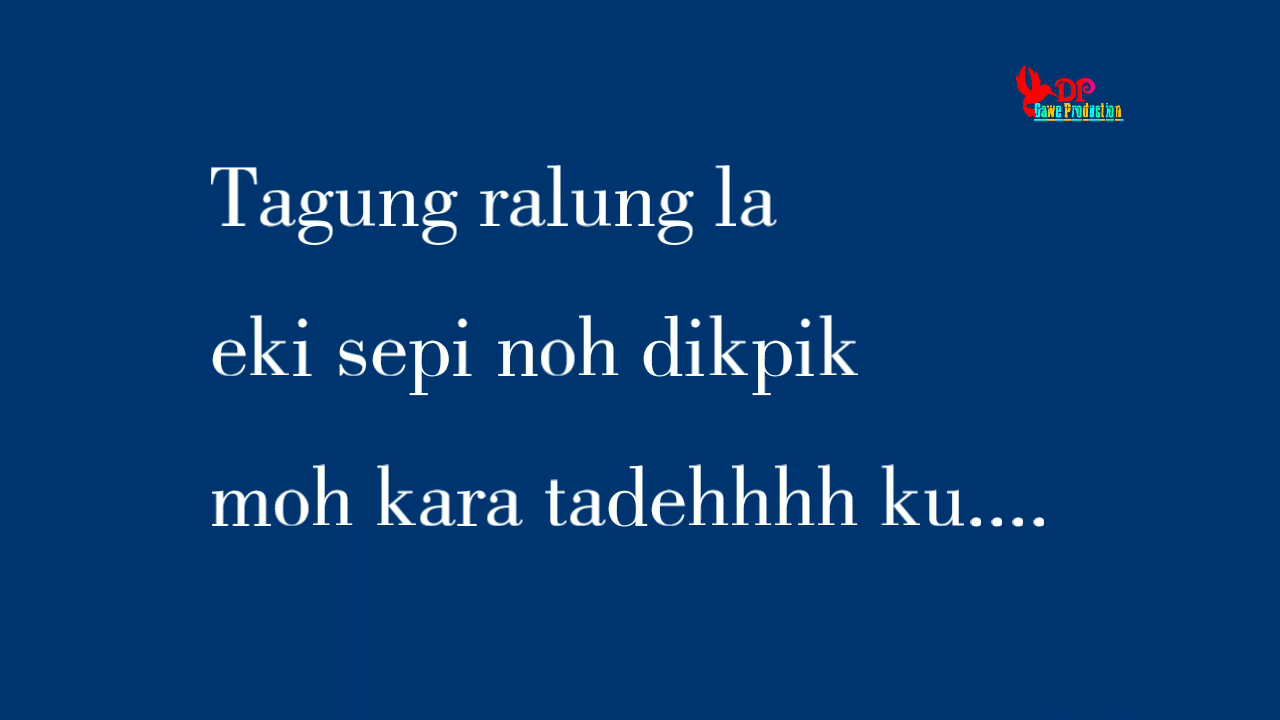 DP
Dawe Production
Tagung ralung la
eki sepi noh dikpik
moh kara tadehhhh ku....